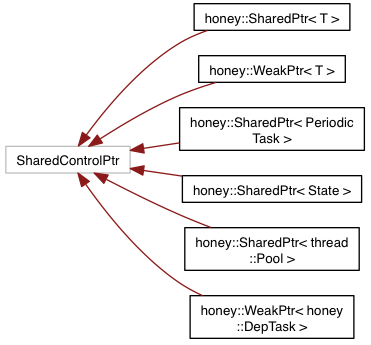 honey::SharedPtr< T >
honey::WeakPtr< T >
honey::SharedPtr< Periodic
Task >
SharedControlPtr
honey::SharedPtr< State >
honey::SharedPtr< thread
::Pool >
honey::WeakPtr< honey
::DepTask >